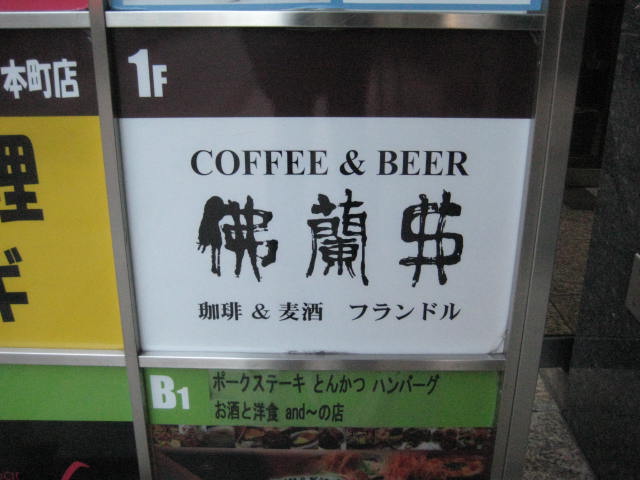 本町店
理
ギ
1F
COFFEE & BEER
佛蘭弗
珈琲 & 麦酒 フランドル
B1
ポークステーキ とんかつ ハンバーグ
お酒と洋食 and〜の店